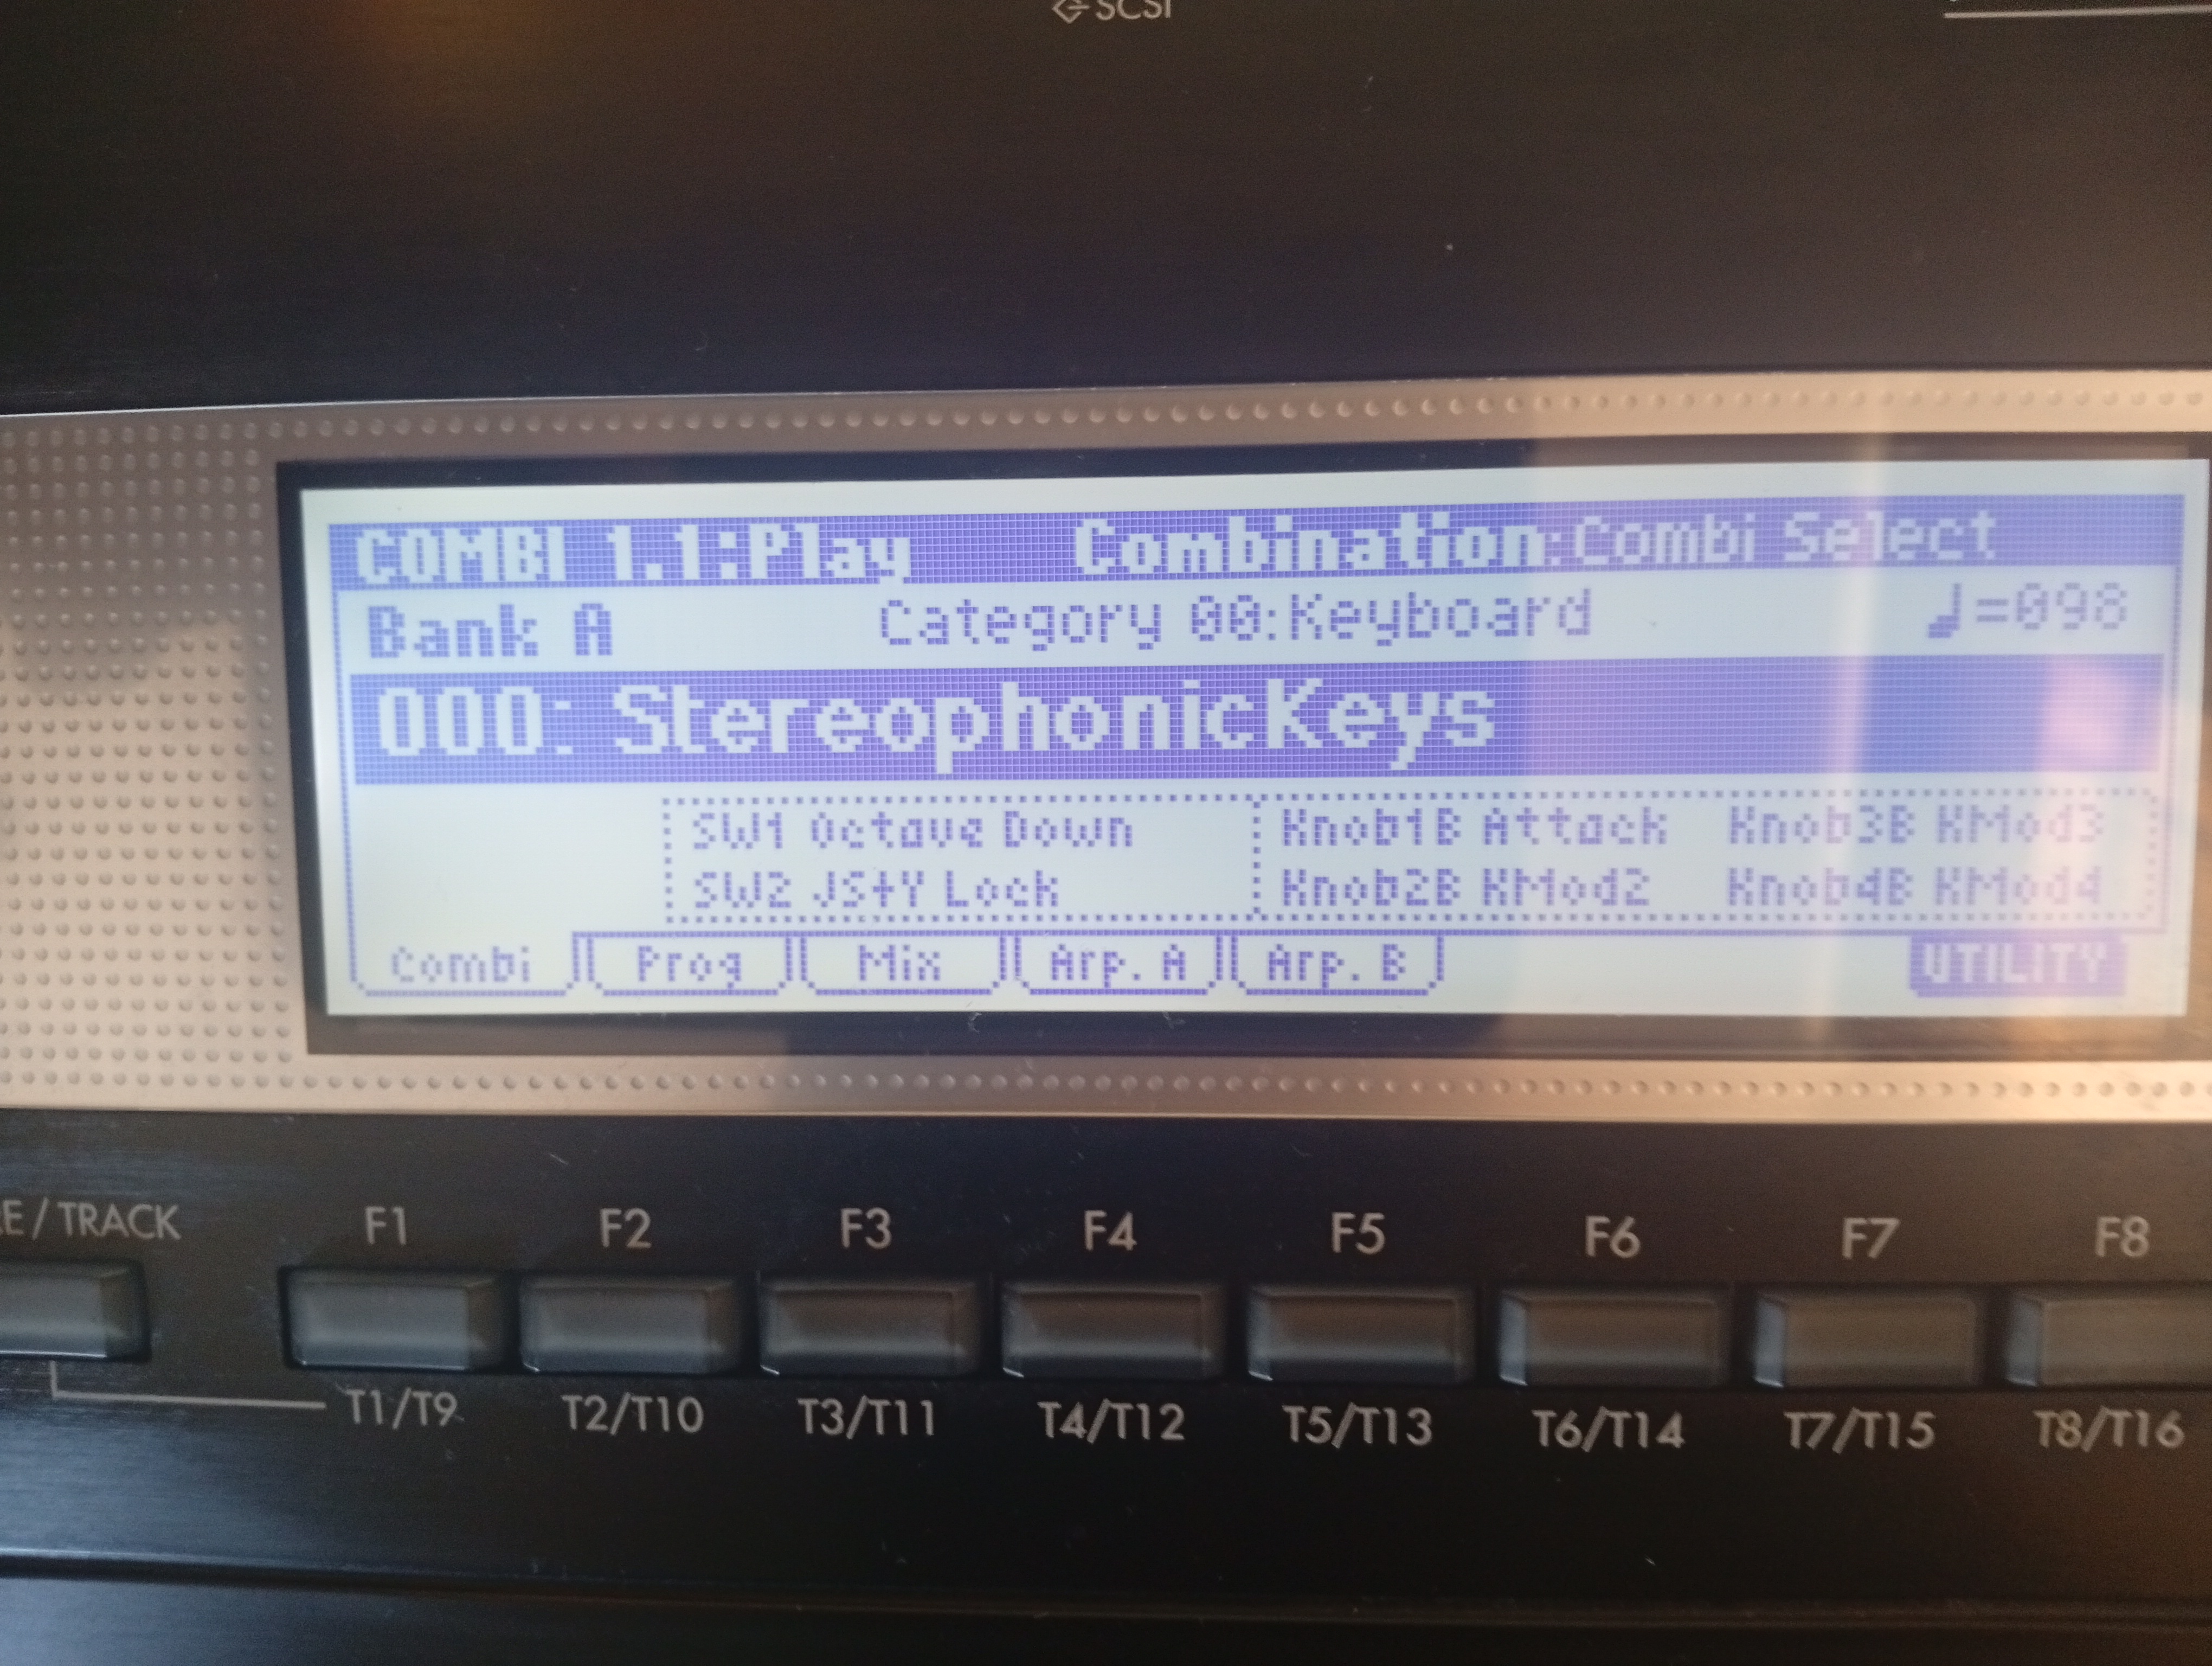 SCSI
COMBI 1.1:Play Combination:Combi Select
Bank A Category 00:Keyboard ♩=098
000: StereophonicKeys
SW1 Octave Down Knob1B Attack Knob3B KMod3
SW2 JS+Y Lock Knob2B KMod2 Knob4B KMod4
Combi Prog Mix Arp. A Arp. B UTILITY
/ TRACK F1 F2 F3 F4 F5 F6 F7 F8
T1/T9 T2/T10 T3/T11 T4/T12 T5/T13 T6/T14 T7/T15 T8/T16